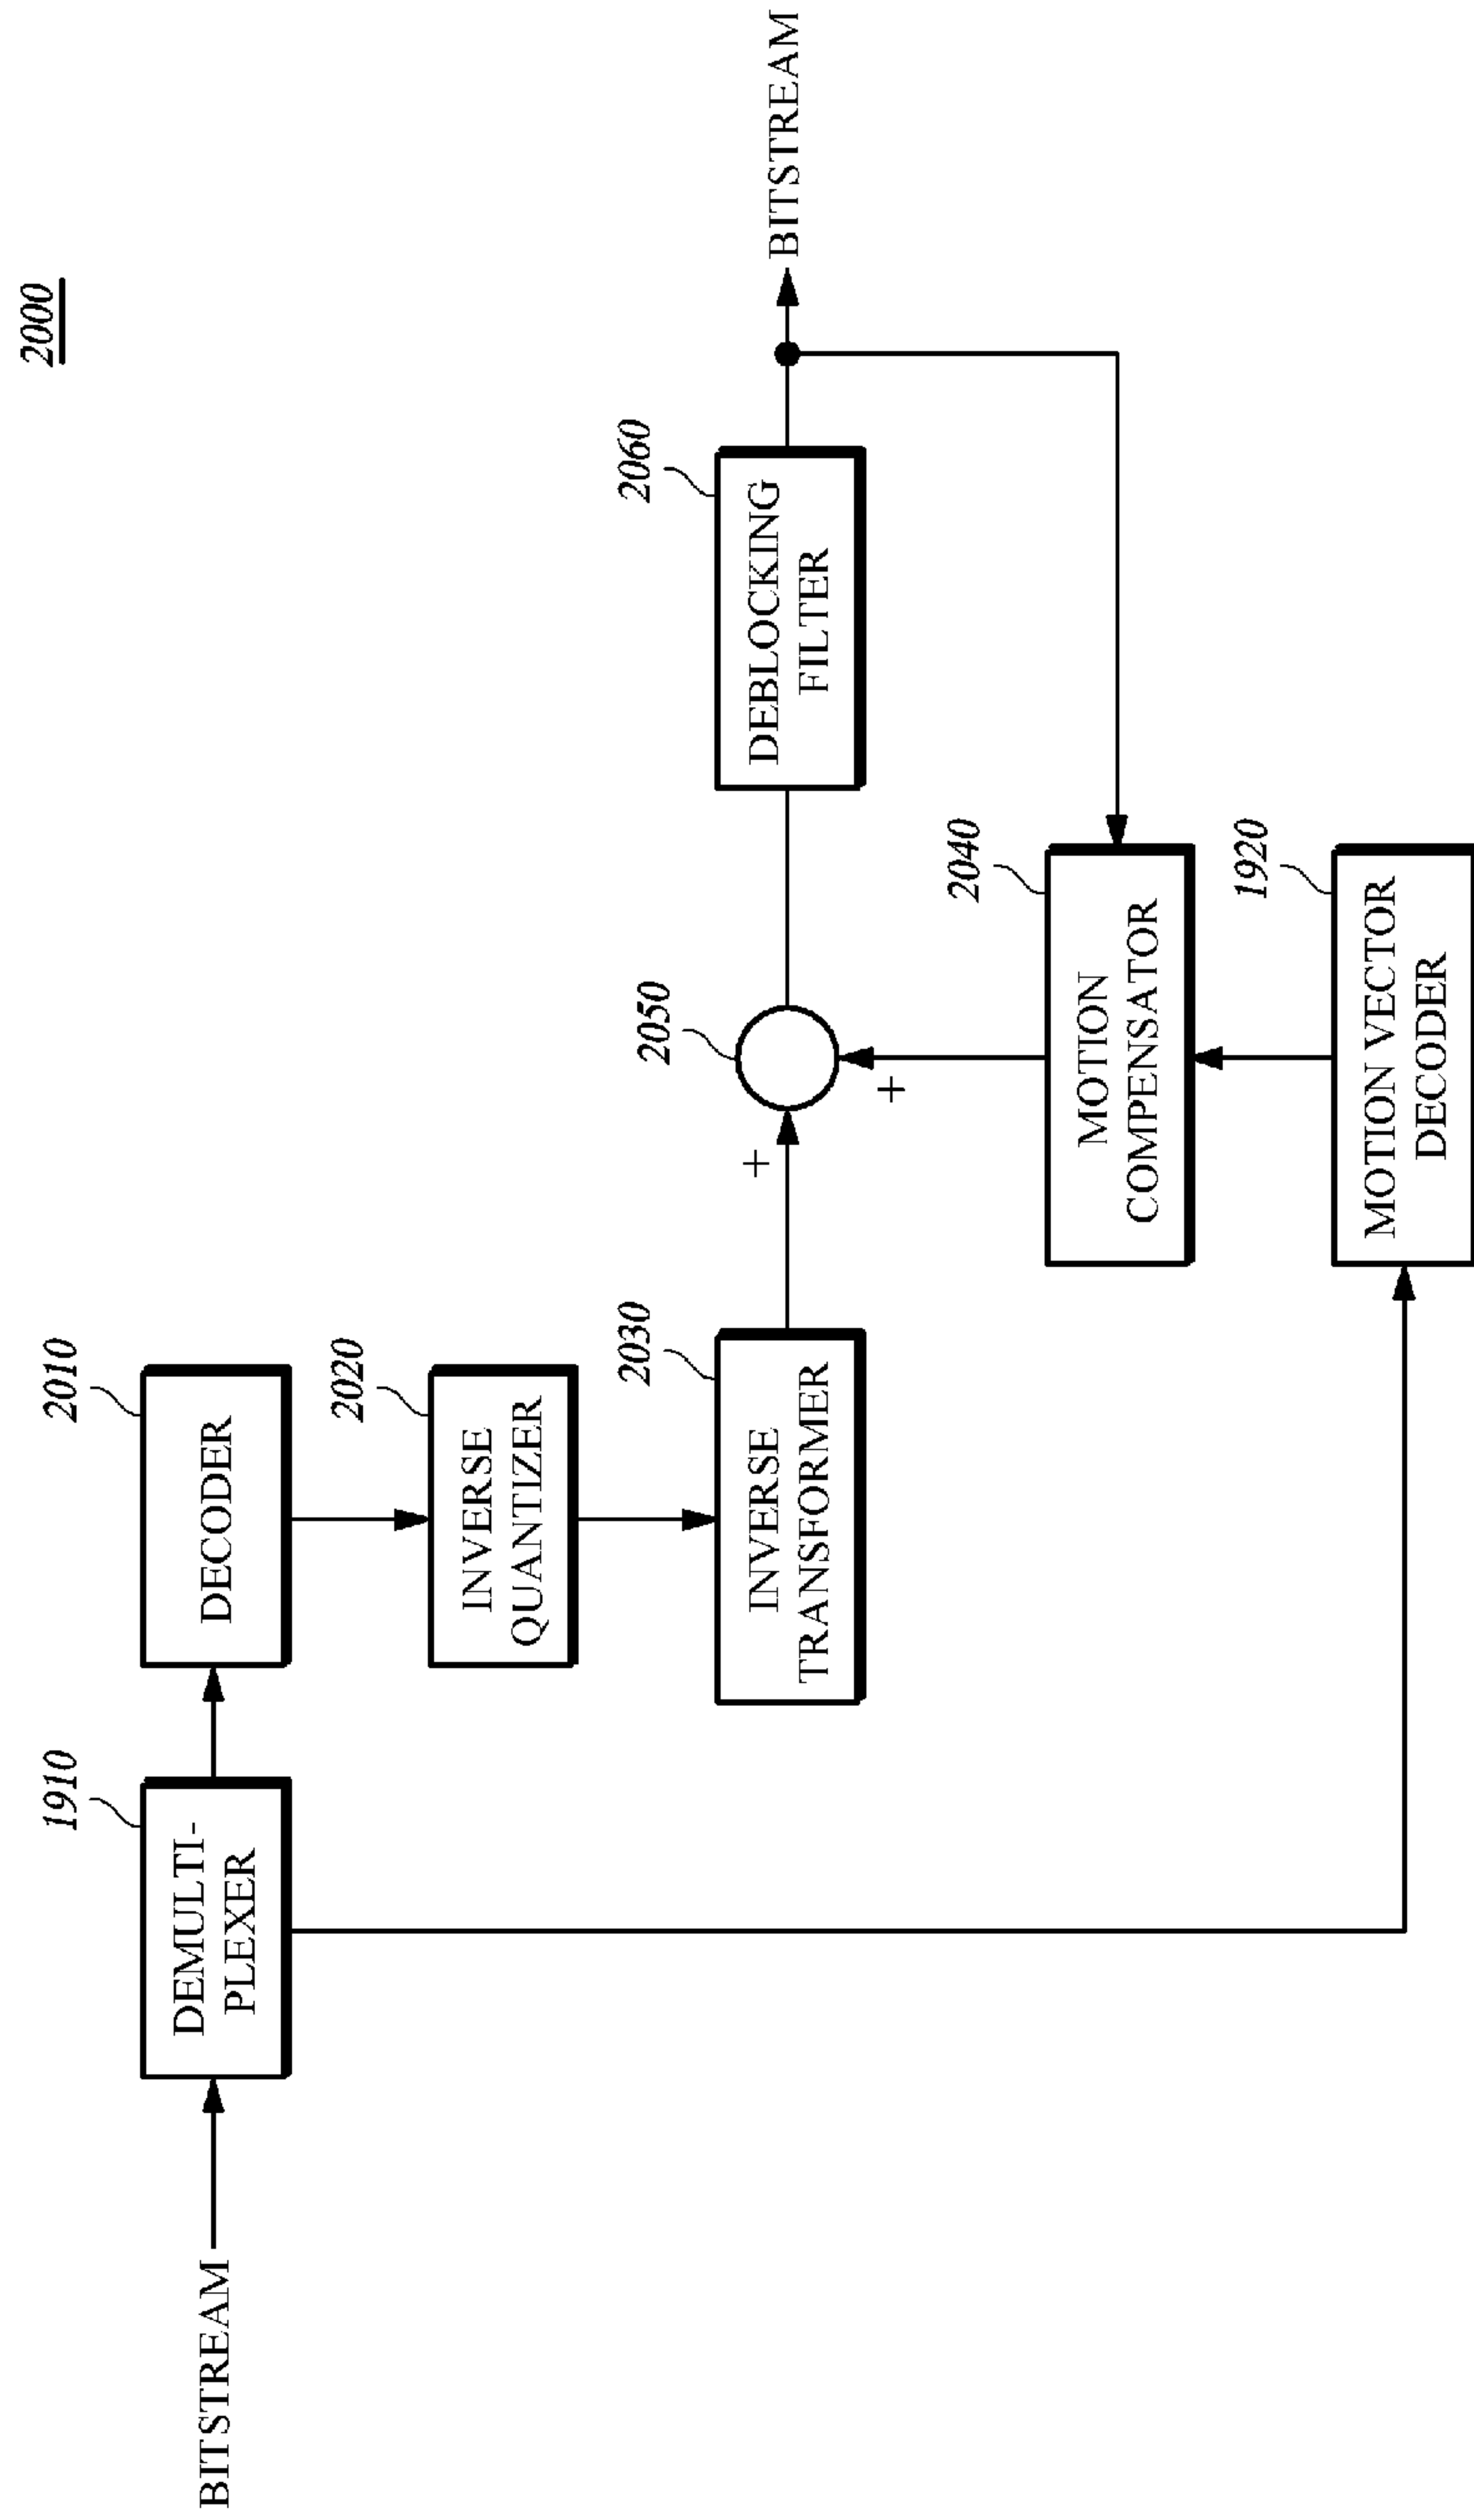 2000
BITSTREAM
1910
DEMULTI-
PLEXER
2010
DECODER
2020
INVERSE
QUANTIZER
2030
INVERSE
TRANSFORMER
+
2050
+
2060
DEBLOCKING
FILTER
BITSTREAM
2040
MOTION
COMPENSATOR
1920
MOTION VECTOR
DECODER